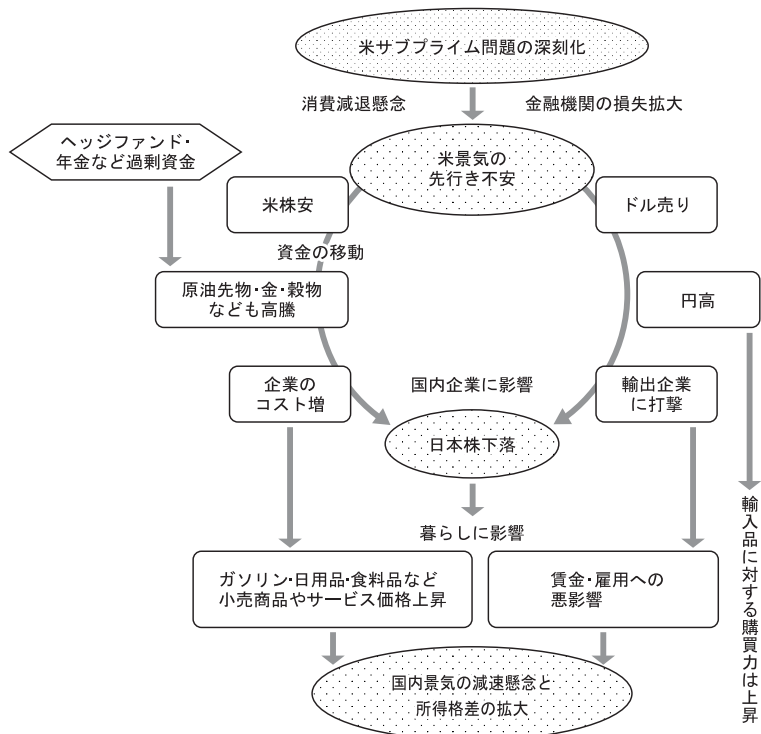 米サブプライム問題の深刻化
消費減退懸念
金融機関の損失拡大
ヘッジファンド・
年金など過剰資金
米景気の
先行き不安
米株安
ドル売り
資金の移動
原油先物・金・穀物
なども高騰
円高
企業の
コスト増
国内企業に影響
輸出企業
に打撃
日本株下落
暮らしに影響
輸入品に対する購買力は上昇
ガソリン・日用品・食料品など
小売商品やサービス価格上昇
賃金・雇用への
悪影響
国内景気の減速懸念と
所得格差の拡大